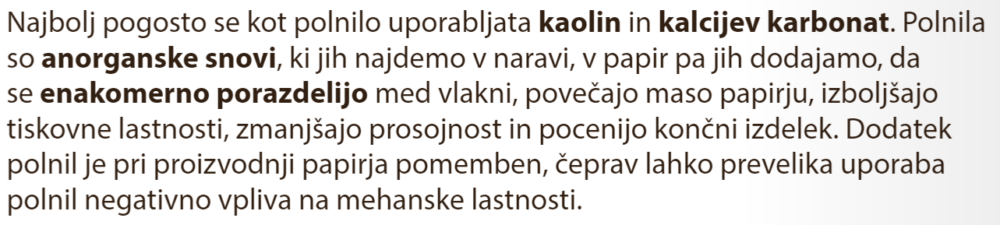 Najbolj pogosto se kot polnilo uporabljata kaolin in kalcijev karbonat. Polnila
so anorganske snovi, ki jih najdemo v naravi, v papir pa jih dodajamo, da
se enakomerno porazdelijo med vlakni, povečajo maso papirju, izboljšajo
tiskovne lastnosti, zmanjšajo prosojnost in pocenijo končni izdelek. Dodatek
polnil je pri proizvodnji papirja pomemben, čeprav lahko prevelika uporaba
polnil negativno vpliva na mehanske lastnosti.